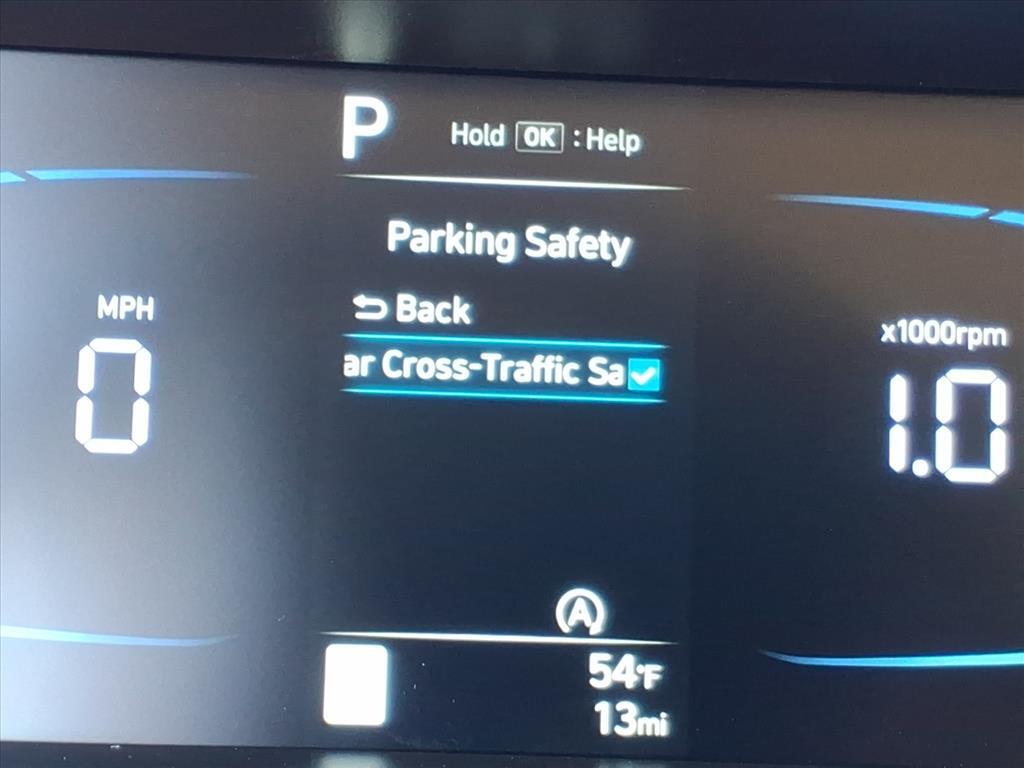 P
Hold OK : Help
Parking Safety
Back
MPH
0
ar Cross-Traffic Sa
x1000rpm
1.0
A
54°F
13mi